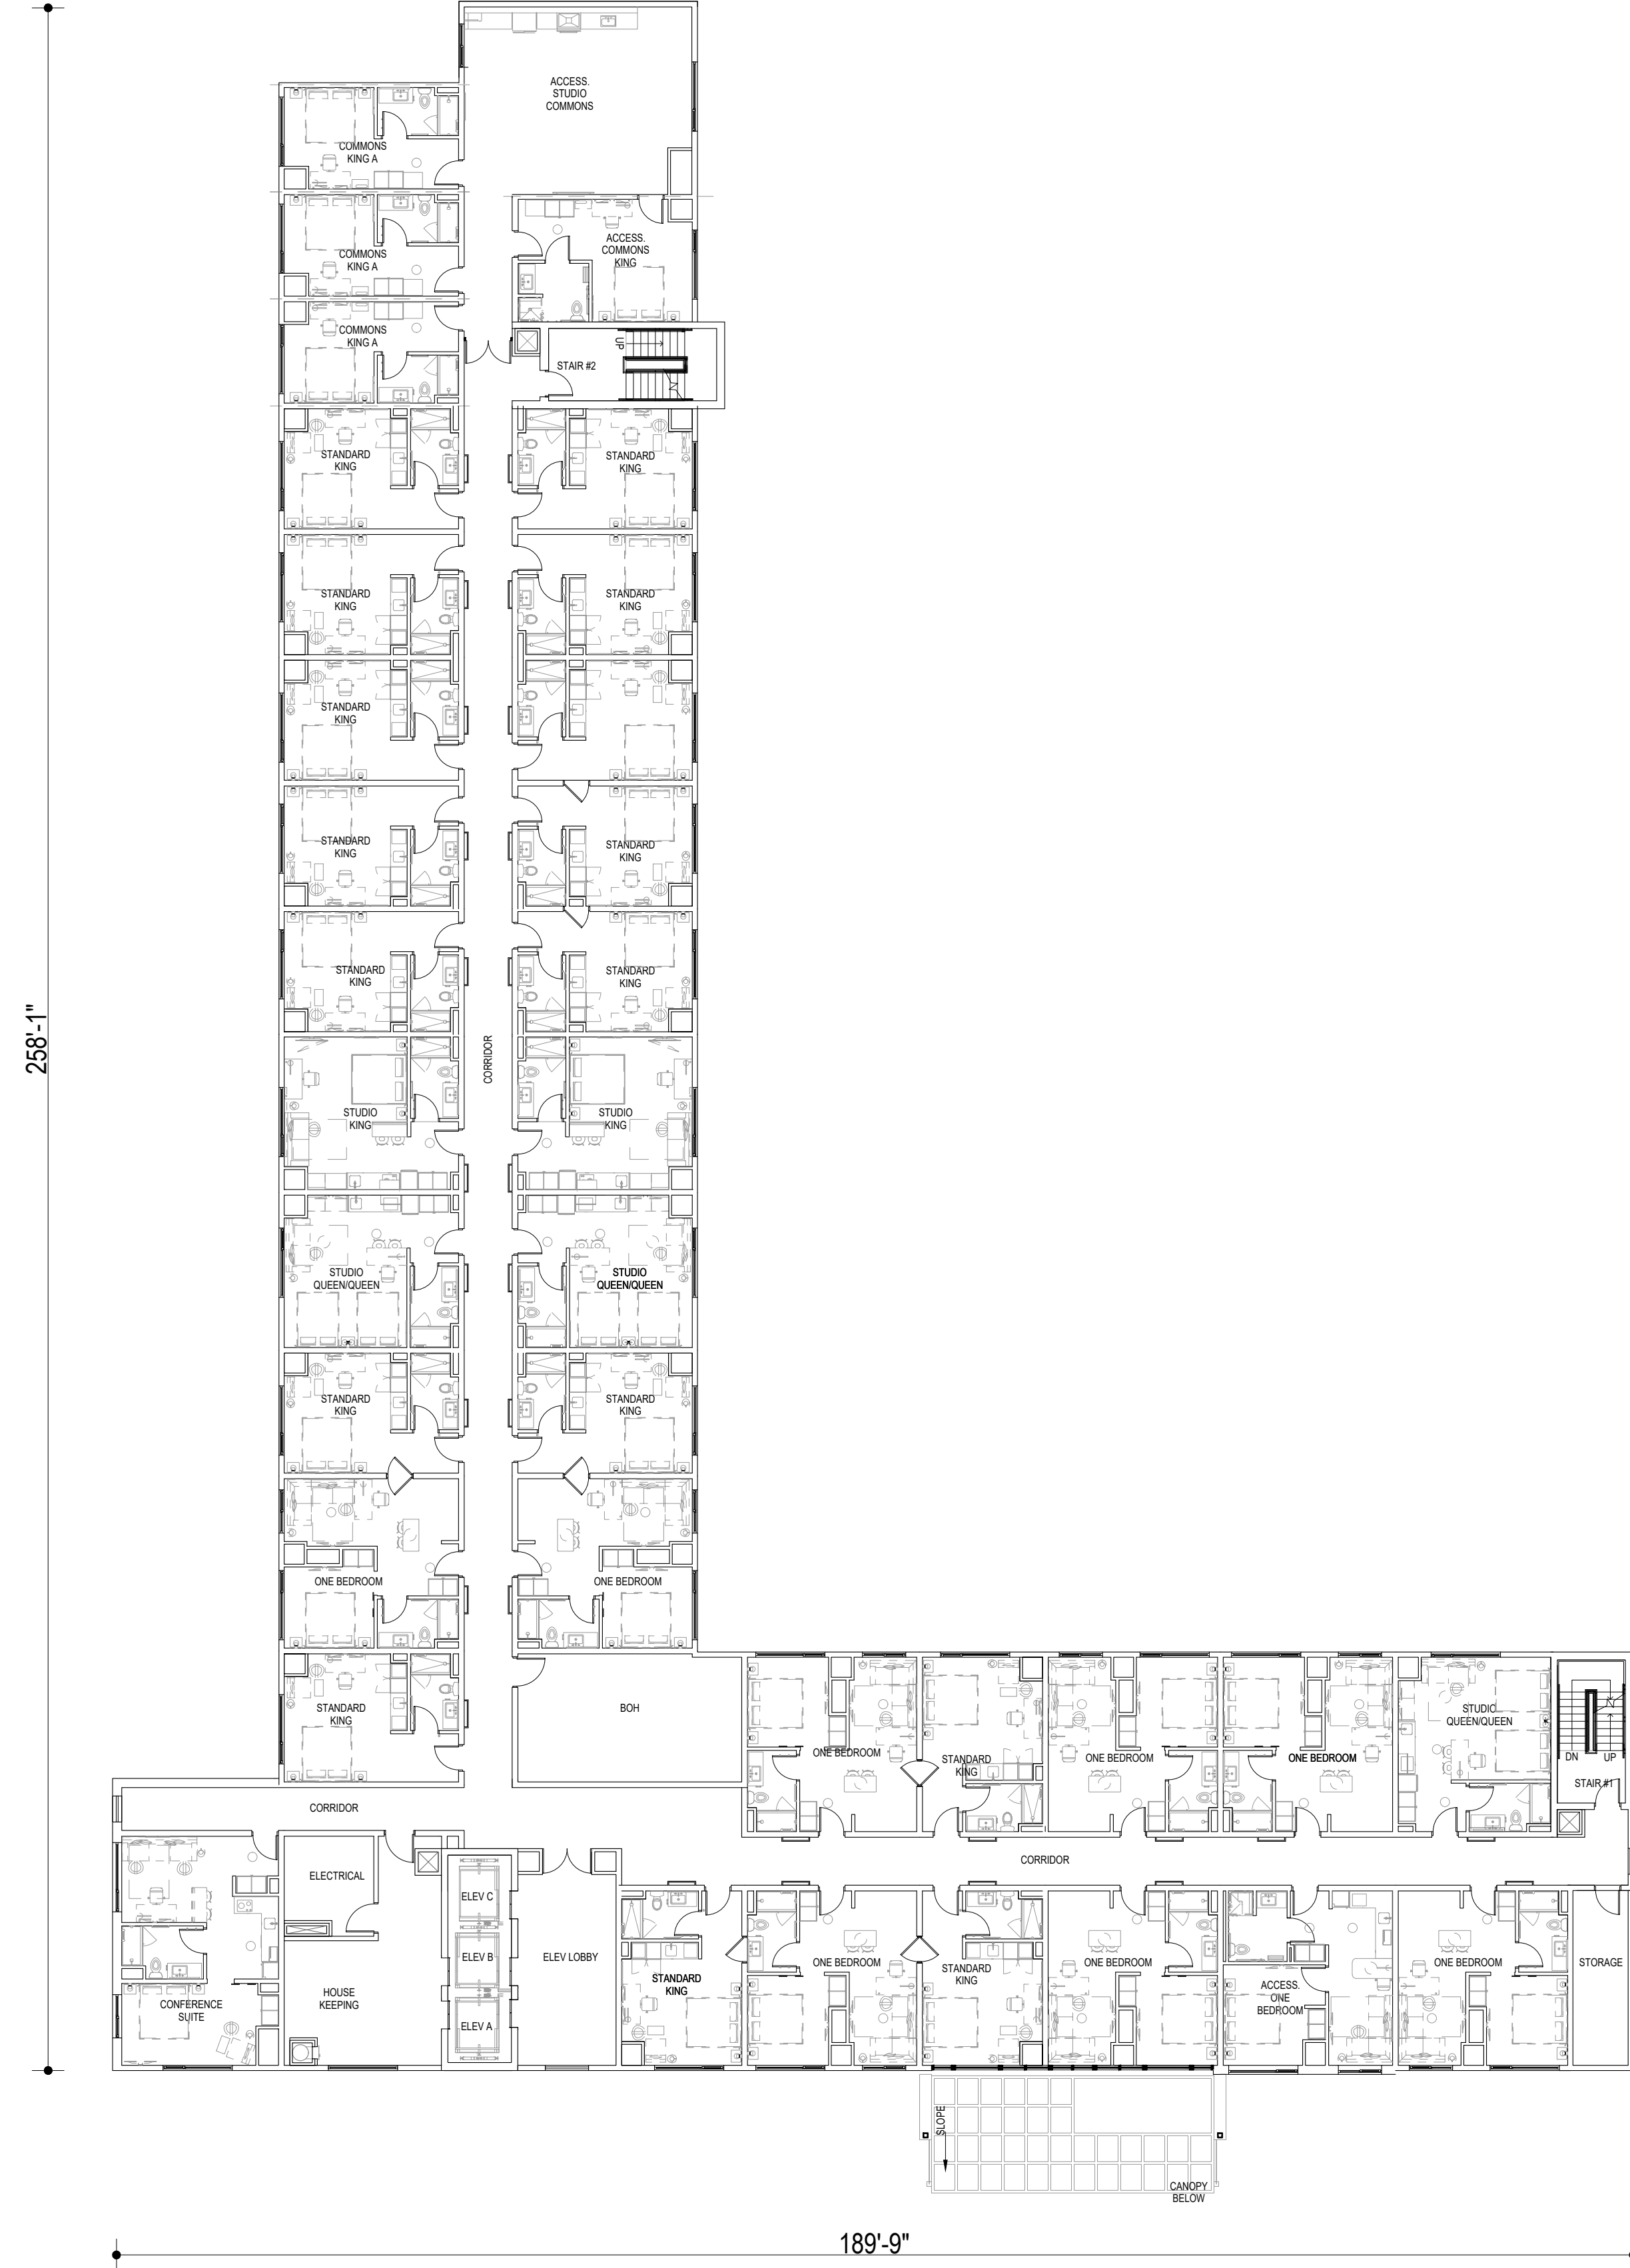 ACCESS.
STUDIO
COMMONS
COMMONS
KING A
ACCESS.
COMMONS
KING
COMMONS
KING A
COMMONS
KING A
UP
STAIR #2
STANDARD
KING
STANDARD
KING
STANDARD
KING
STANDARD
KING
STANDARD
KING
STANDARD
KING
STANDARD
KING
STANDARD
KING
STANDARD
KING
258'-1"
CORRIDOR
STUDIO
KING
STUDIO
KING
STUDIO
QUEEN/QUEEN
STUDIO
QUEEN/QUEEN
STANDARD
KING
STANDARD
KING
ONE BEDROOM
ONE BEDROOM
STANDARD
KING
BOH
ONE BEDROOM
STANDARD
KING
ONE BEDROOM
ONE BEDROOM
STUDIO
QUEEN/QUEEN
DN
UP
STAIR #1
CORRIDOR
CORRIDOR
ELECTRICAL
ELEV C
ELEV B
ELEV A
ELEV LOBBY
HOUSE
KEEPING
CONFERENCE
SUITE
STANDARD
KING
ONE BEDROOM
STANDARD
KING
ONE BEDROOM
ACCESS.
ONE
BEDROOM
ONE BEDROOM
STORAGE
SLOPE
CANOPY
BELOW
189'-9"